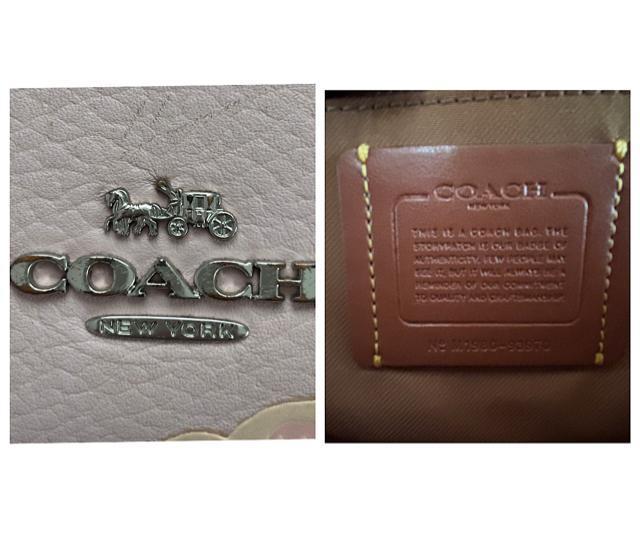 COACH
NEW YORK
COACH
NEW YORK
THIS IS A COACH BAG. THE
STORYPATCH IS OUR BADGE OF
AUTHENTICITY. FEW PEOPLE MAY
SEE IT, BUT IT WILL ALWAYS BE A
REMINDER OF OUR COMMITMENT
TO QUALITY AND CRAFTSMANSHIP.